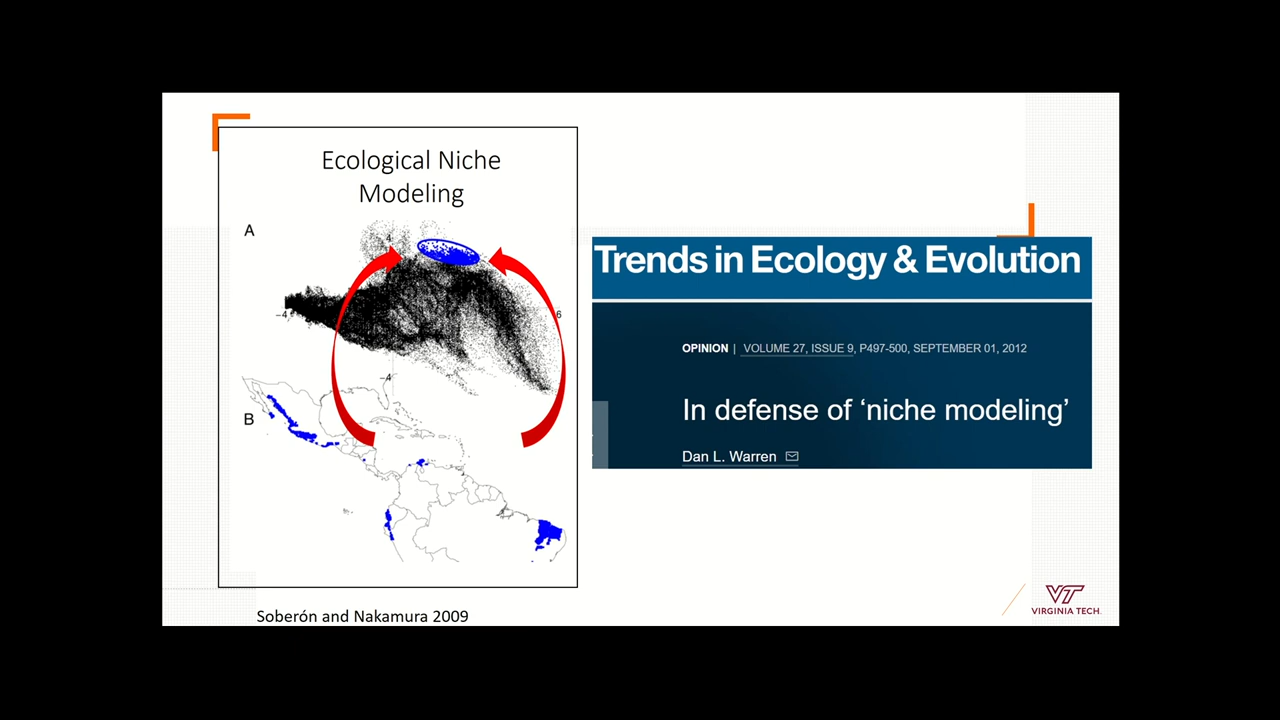 Ecological Niche
Modeling
A
4
−4
6
−4
B
Soberón and Nakamura 2009
Trends in Ecology & Evolution
OPINION | VOLUME 27, ISSUE 9, P497-500, SEPTEMBER 01, 2012
In defense of ‘niche modeling’
Dan L. Warren
VT
VIRGINIA TECH.